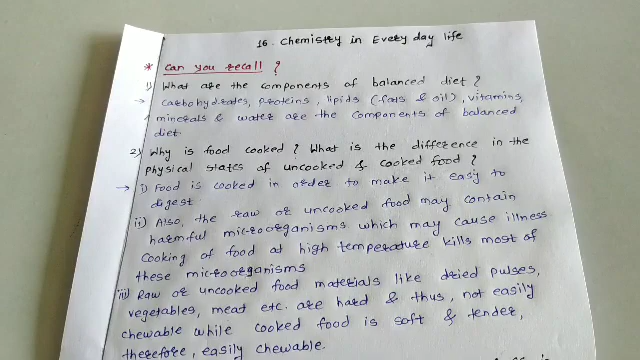 16. Chemistry in Every day life
* Can you recall ?
1) What are the components of balanced diet ?
→ Carbohydrates, proteins, lipids (fats & oil), vitamins,
minerals & water are the components of balanced
diet.
2) Why is food cooked ? What is the difference in the
physical states of uncooked & cooked food ?
→ i) Food is cooked in order to make it easy to
digest
ii) Also, the raw or uncooked food may contain
harmful microorganisms which may cause illness
Cooking of food at high temperature kills most of
these microorganisms
iii) Raw or uncooked food materials like dried pulses,
vegetables, meat etc. are hard & thus, not easily
chewable while cooked food is soft & tender,
therefore, easily chewable.